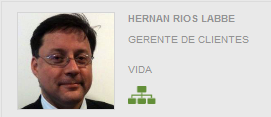 HERNAN RIOS LABBE
GERENTE DE CLIENTES
VIDA